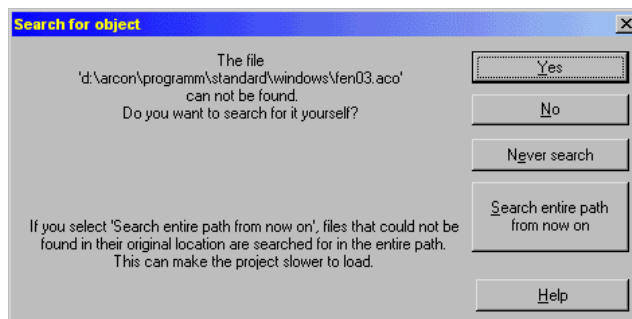 Search for object
The file
'd:\arcon\programm\standard\windows\fen03.aco'
can not be found.
Do you want to search for it yourself?
Yes
No
Never search
Search entire path
from now on
If you select 'Search entire path from now on', files that could not be
found in their original location are searched for in the entire path.
This can make the project slower to load.
Help